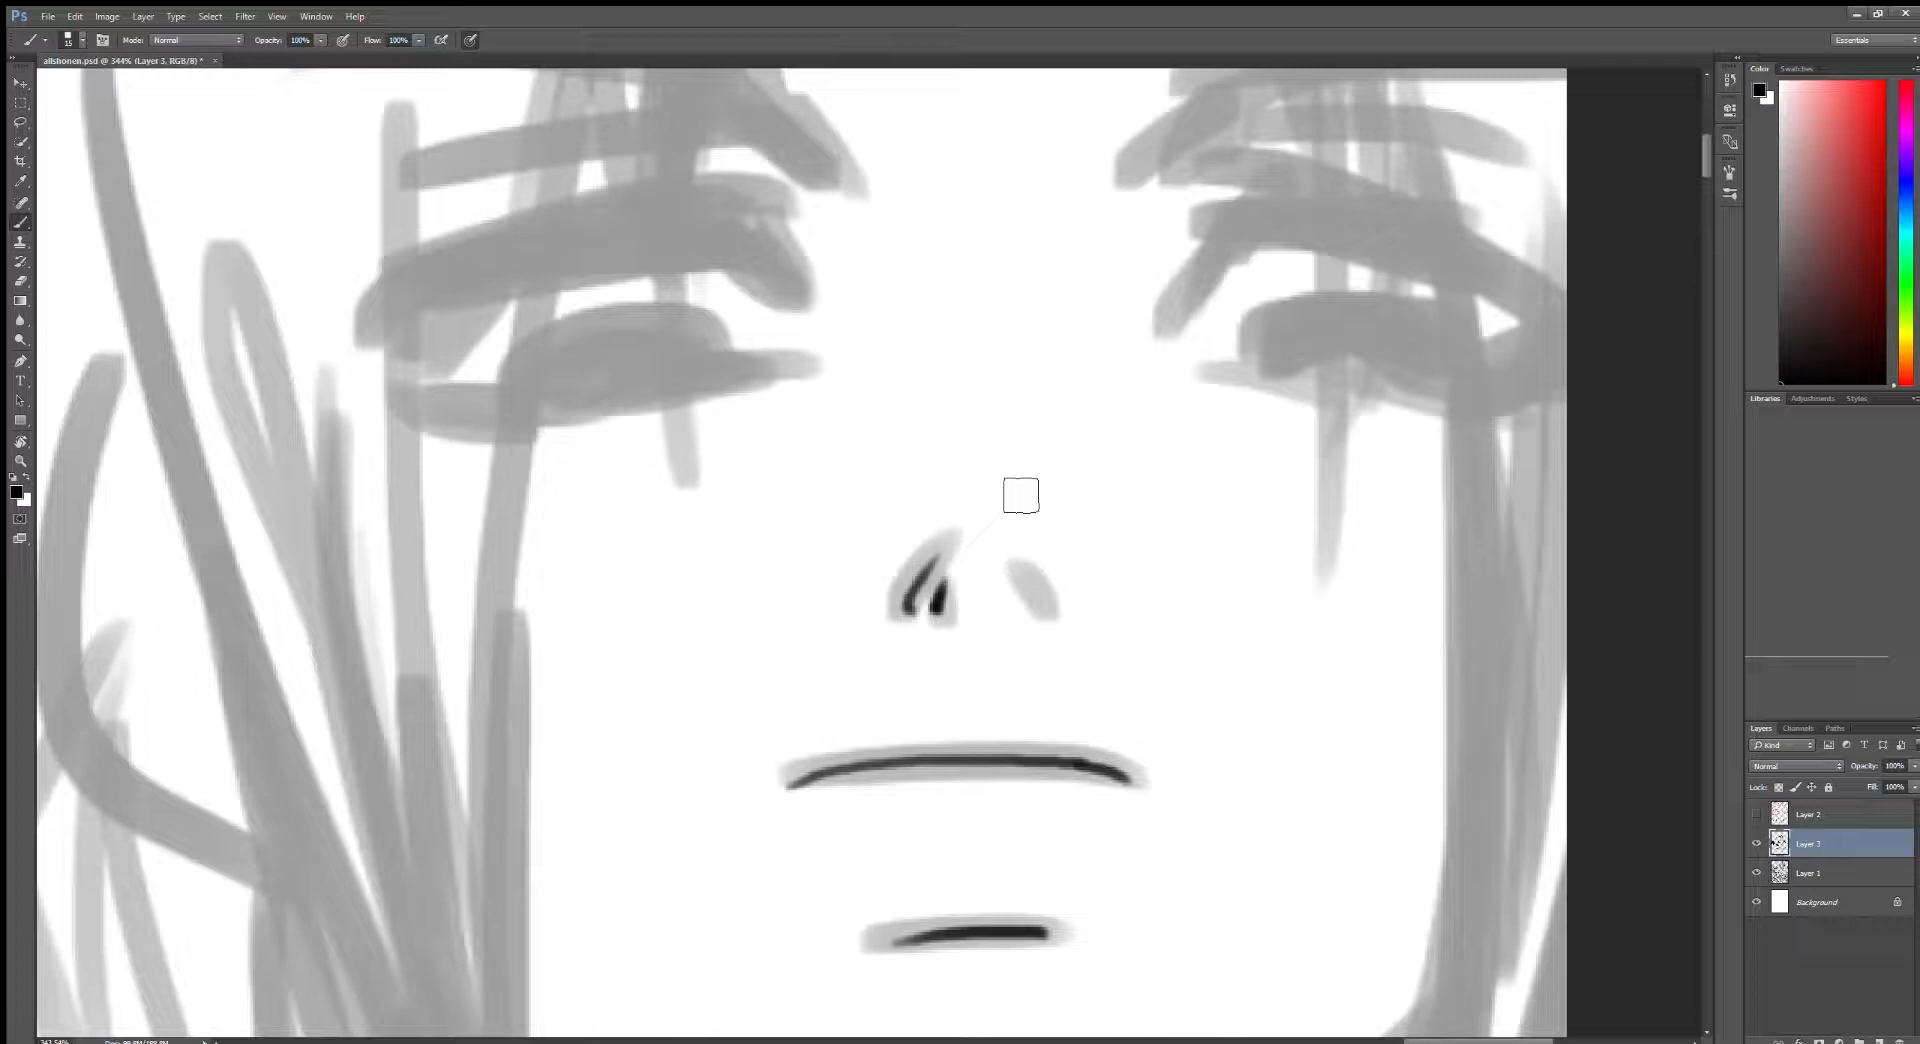 Ps File Edit Image Layer Type Select Filter View Window Help
15 Mode: Normal Opacity: 100% Flow: 100% Essentials
allshonen.psd @ 344% (Layer 3, RGB/8) * ×
Color Swatches
Libraries Adjustments Styles
Layers Channels Paths
Kind
Normal Opacity: 100%
Lock: Fill: 100%
Layer 2
Layer 3
Layer 1
Background